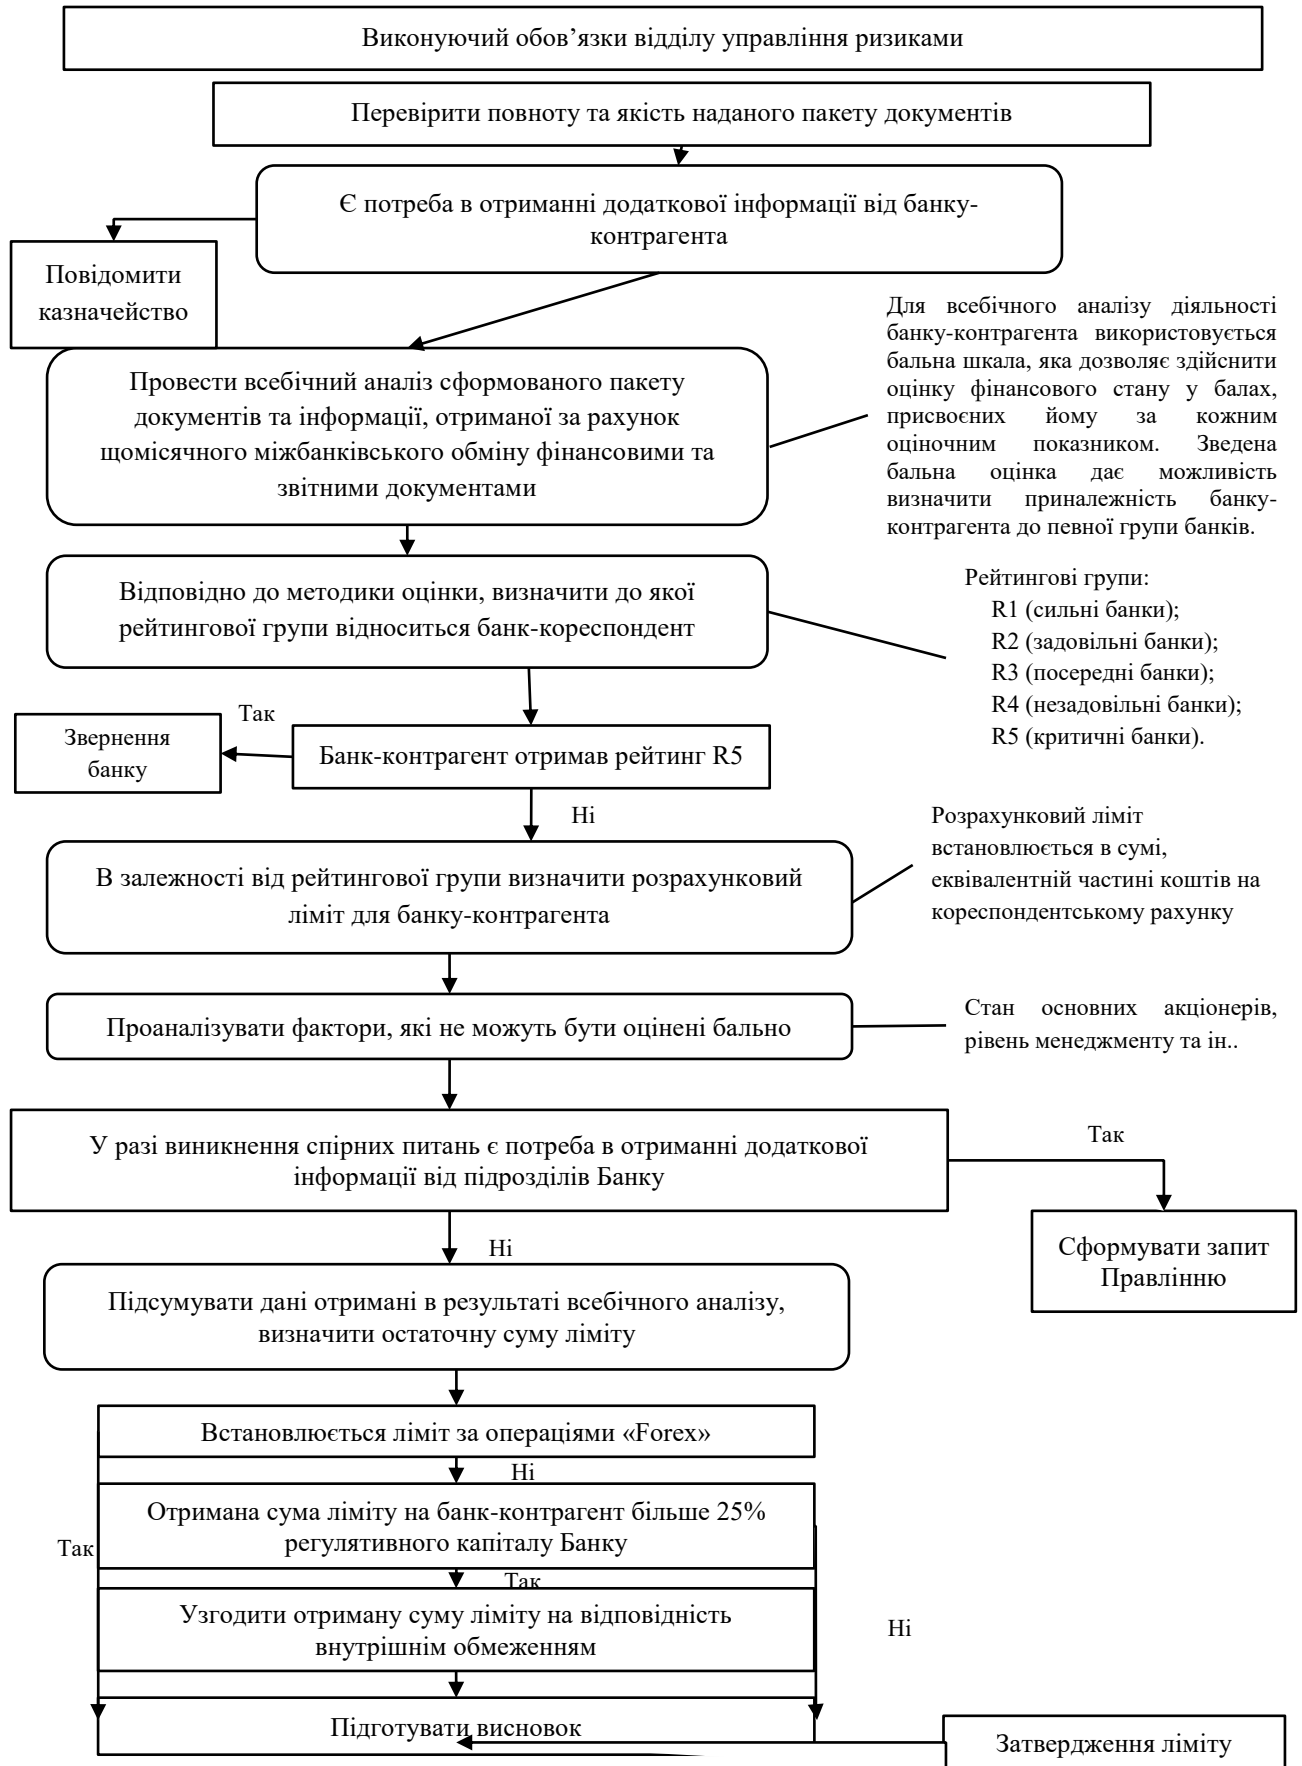 Виконуючий обов’язки відділу управління ризиками
Перевірити повноту та якість наданого пакету документів
Є потреба в отриманні додаткової інформації від банку-
контрагента
Повідомити
казначейство
Для всебічного аналізу діяльності
банку-контрагента використовується
бальна шкала, яка дозволяє здійснити
оцінку фінансового стану у балах,
присвоєних йому за кожним
оціночним показником. Зведена
бальна оцінка дає можливість
визначити приналежність банку-
контрагента до певної групи банків.
Провести всебічний аналіз сформованого пакету
документів та інформації, отриманої за рахунок
щомісячного міжбанківського обміну фінансовими та
звітними документами
Відповідно до методики оцінки, визначити до якої
рейтингової групи відноситься банк-кореспондент
Рейтингові групи:
R1 (сильні банки);
R2 (задовільні банки);
R3 (посередні банки);
R4 (незадовільні банки);
R5 (критичні банки).
Так
Звернення
банку
Банк-контрагент отримав рейтинг R5
Ні
Розрахунковий ліміт
встановлюється в сумі,
еквівалентній частині коштів на
кореспондентському рахунку
В залежності від рейтингової групи визначити розрахунковий
ліміт для банку-контрагента
Проаналізувати фактори, які не можуть бути оцінені бально
Стан основних акціонерів,
рівень менеджменту та ін..
У разі виникнення спірних питань є потреба в отриманні додаткової
інформації від підрозділів Банку
Так
Ні
Сформувати запит
Правлінню
Підсумувати дані отримані в результаті всебічного аналізу,
визначити остаточну суму ліміту
Встановлюється ліміт за операціями «Forex»
Ні
Отримана сума ліміту на банк-контрагент більше 25%
регулятивного капіталу Банку
Так
Так
Узгодити отриману суму ліміту на відповідність
внутрішнім обмеженням
Ні
Підготувати висновок
Затвердження ліміту